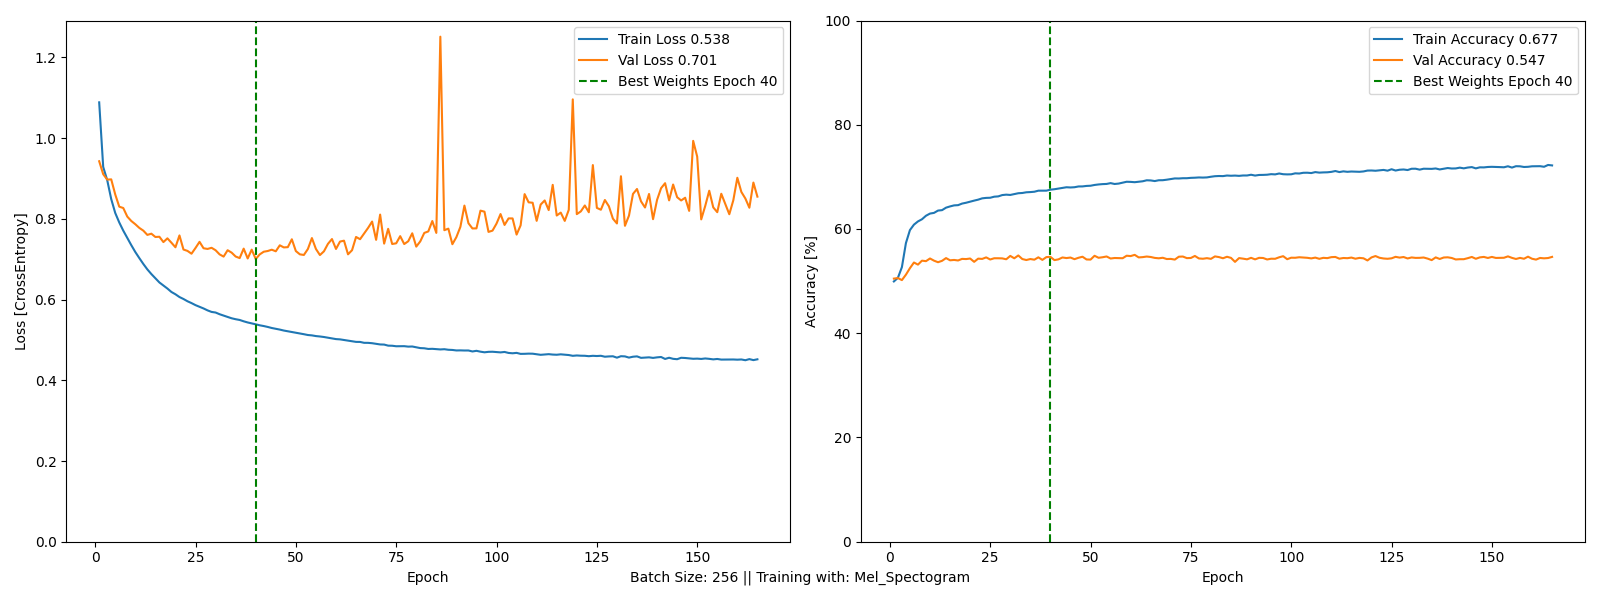 Loss [CrossEntropy]
1.2
1.0
0.8
0.6
0.4
0.2
0.0
0 25 50 75 100 125 150
Epoch
Train Loss 0.538
Val Loss 0.701
Best Weights Epoch 40
Accuracy [%]
100
80
60
40
20
0
0 25 50 75 100 125 150
Epoch
Train Accuracy 0.677
Val Accuracy 0.547
Best Weights Epoch 40
Batch Size: 256 || Training with: Mel_Spectogram